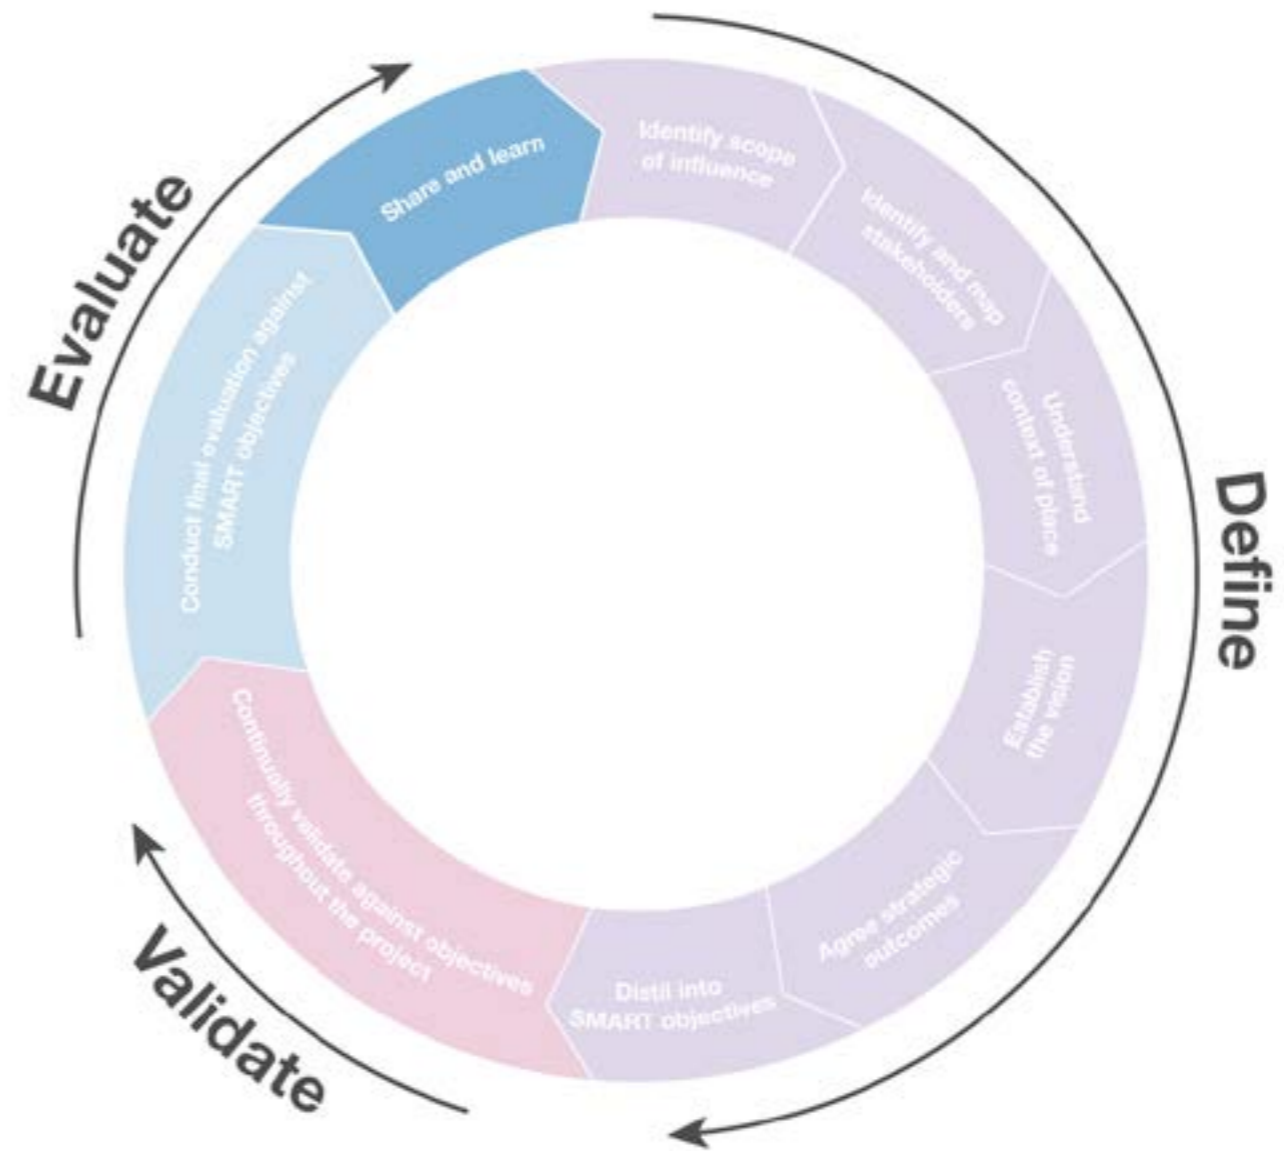 Identify scope
of influence
Identify and map
stakeholders
Understand
context of place
Establish
the vision
Agree strategic
outcomes
Distil into
SMART objectives
Define
Continually validate against objectives
throughout the project
Validate
Conduct final evaluation against
SMART objectives
Share and learn
Evaluate